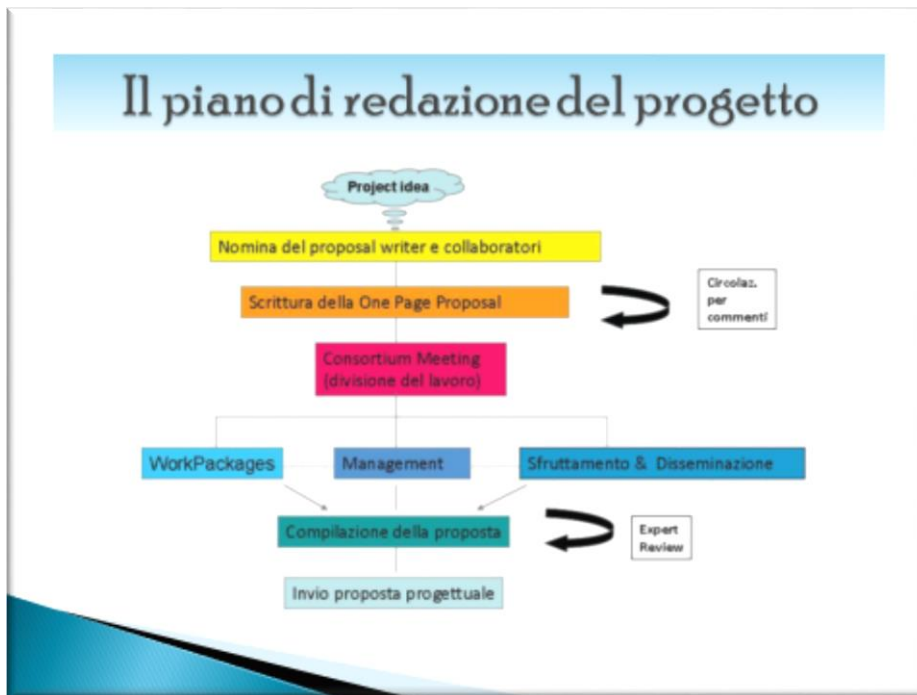 Il piano di redazione del progetto
Project idea
Nomina del proposal writer e collaboratori
Scrittura della One Page Proposal
Circolaz.
per
commenti
Consortium Meeting
(divisione del lavoro)
WorkPackages
Management
Sfruttamento & Disseminazione
Compilazione della proposta
Expert
Review
Invio proposta progettuale